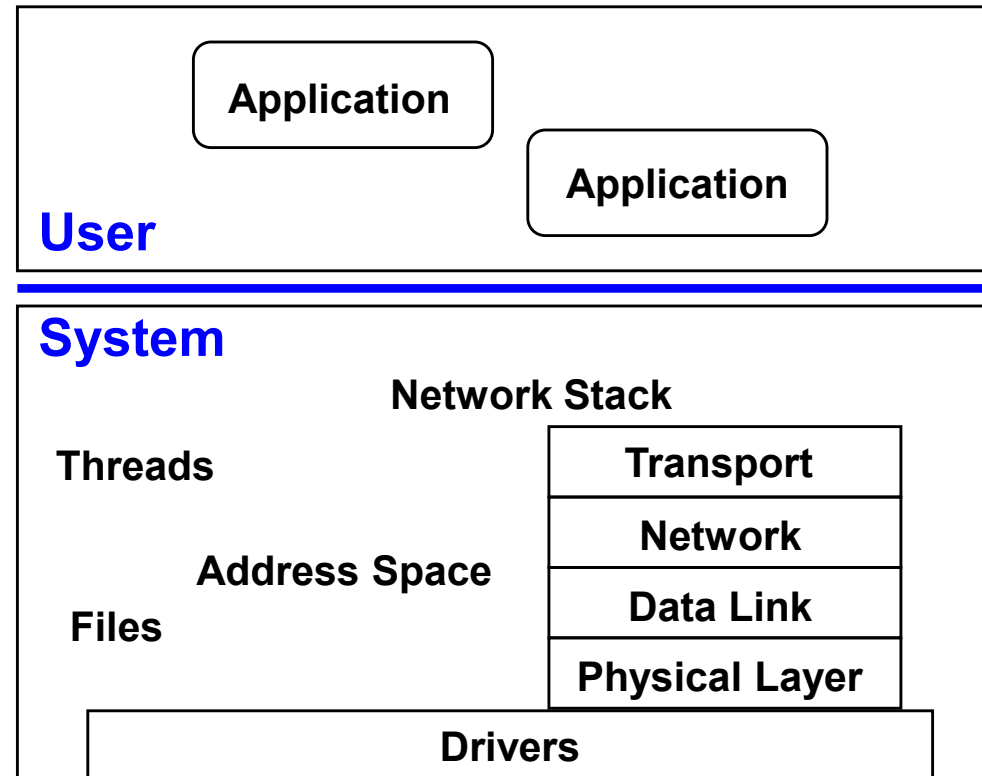 Application
Application
User
System
Network Stack
Threads
Transport
Network
Address Space
Data Link
Files
Physical Layer
Drivers